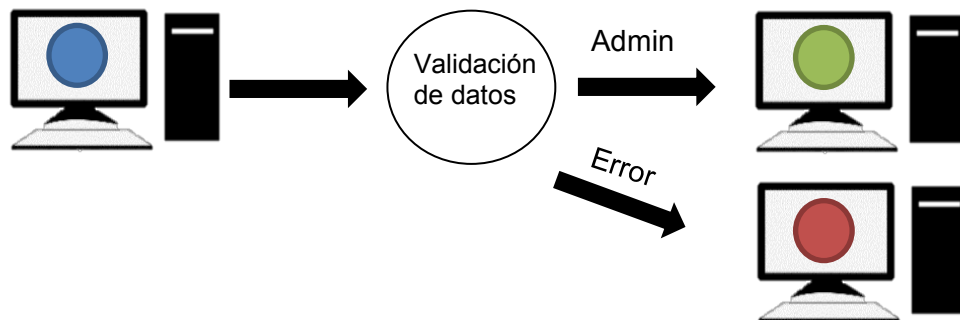 Admin
Validación
de datos
Error